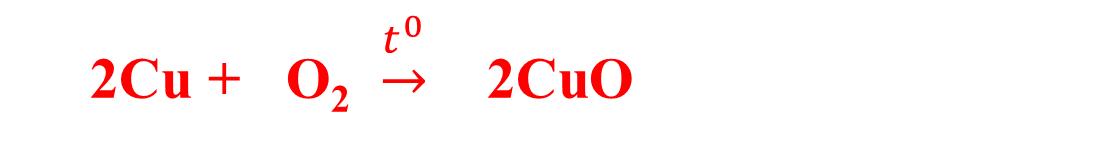 2Cu + O₂ →(t⁰) 2CuO